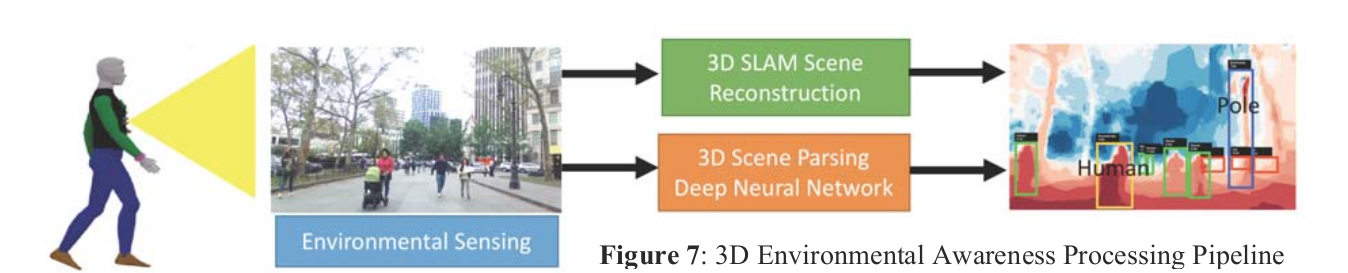 3D SLAM Scene
Reconstruction
3D Scene Parsing
Deep Neural Network
Environmental Sensing
Pole
Human
Figure 7: 3D Environmental Awareness Processing Pipeline